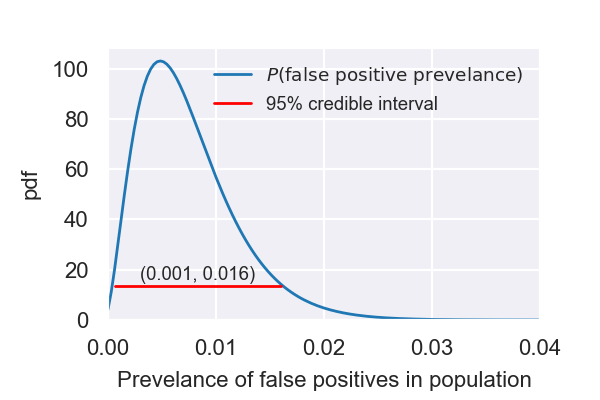 100
80
60
40
20
0
pdf
P(false positive prevelance)
95% credible interval
(0.001, 0.016)
0.00 0.01 0.02 0.03 0.04
Prevelance of false positives in population